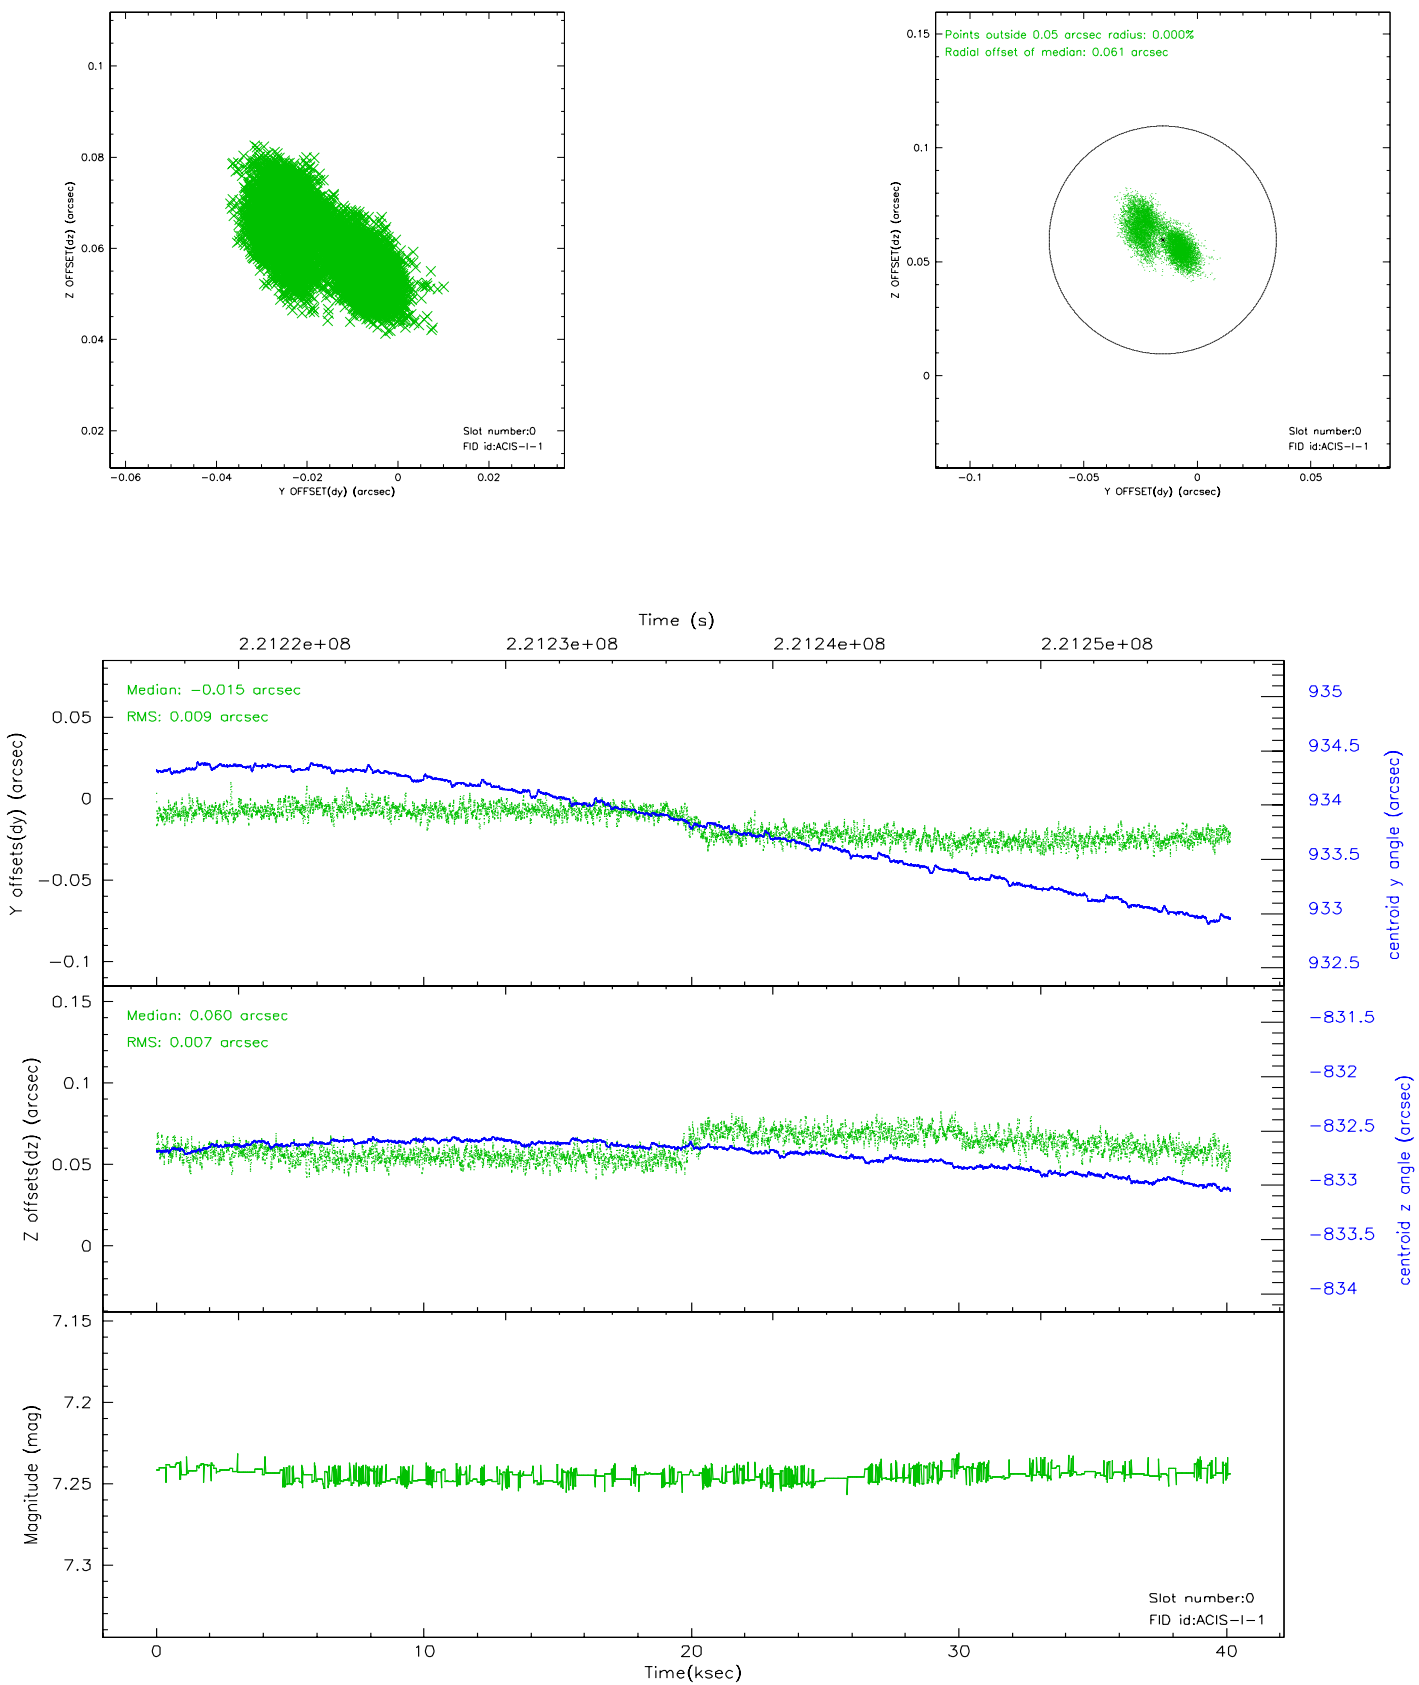 0.1
0.08
0.06
0.04
0.02
Z OFFSET(dz) (arcsec)
Slot number:0
FID id:ACIS-I-1
-0.06 -0.04 -0.02 0 0.02
Y OFFSET(dy) (arcsec)
Points outside 0.05 arcsec radius: 0.000%
Radial offset of median: 0.061 arcsec
0.15
0.1
0.05
0
Z OFFSET(dz) (arcsec)
Slot number:0
FID id:ACIS-I-1
-0.1 -0.05 0 0.05
Y OFFSET(dy) (arcsec)
Time (s)
2.2122e+08 2.2123e+08 2.2124e+08 2.2125e+08
Median: -0.015 arcsec
RMS: 0.009 arcsec
0.05
0
-0.05
-0.1
Y offsets(dy) (arcsec)
935
934.5
934
933.5
933
932.5
centroid y angle (arcsec)
Median: 0.060 arcsec
RMS: 0.007 arcsec
0.15
0.1
0.05
0
Z offsets(dz) (arcsec)
-831.5
-832
-832.5
-833
-833.5
-834
centroid z angle (arcsec)
7.15
7.2
7.25
7.3
Magnitude (mag)
Slot number:0
FID id:ACIS-I-1
0 10 20 30 40
Time(ksec)